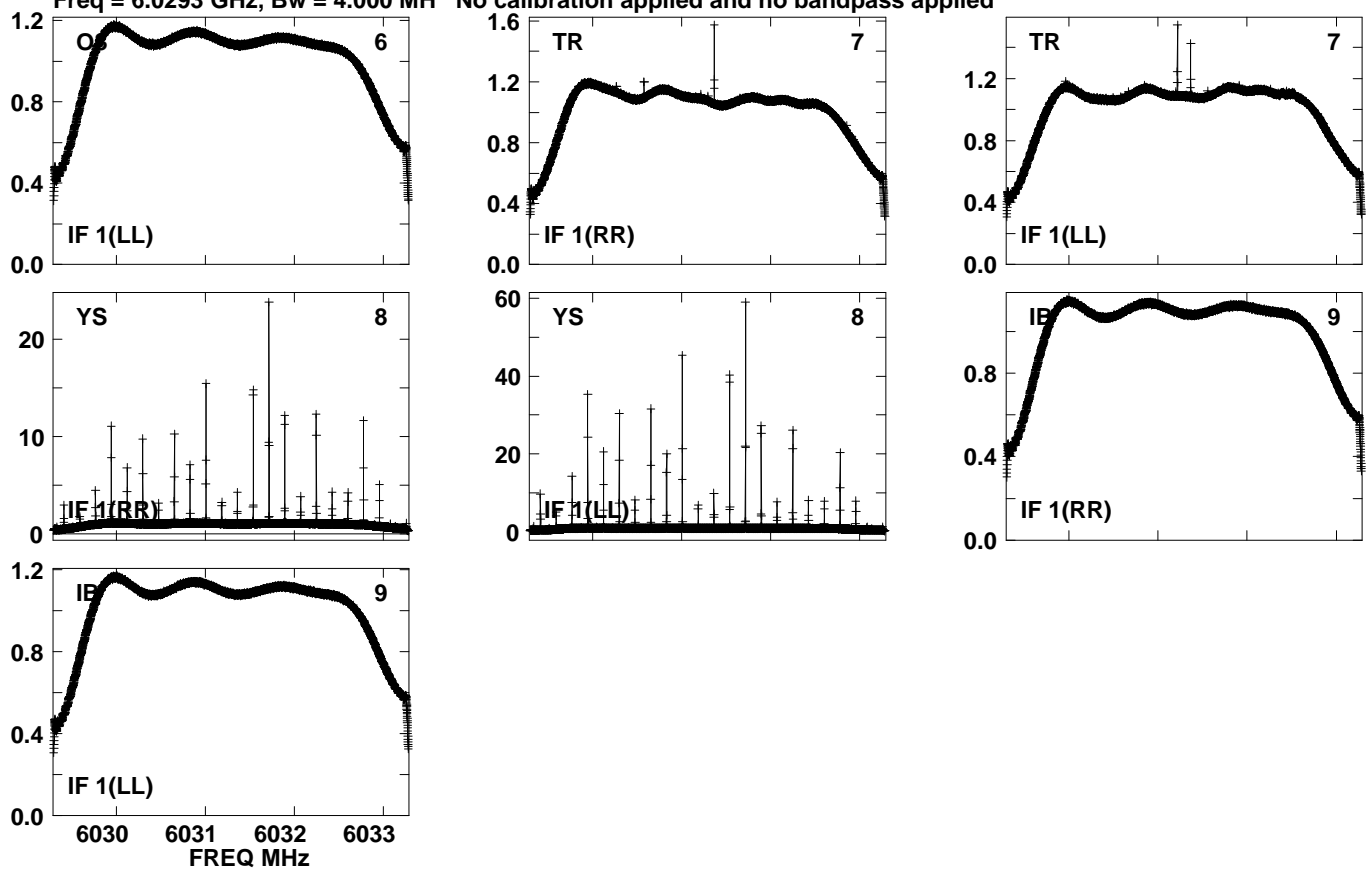 Freq = 6.0293 GHz, Bw = 4.000 MH No calibration applied and no bandpass applied
1.2 OS 6
0.8
0.4
IF 1(LL)
0.0
1.6 TR 7
1.2
0.8
0.4
IF 1(RR)
0.0
TR 7
1.2
0.8
0.4
IF 1(LL)
0.0
YS 8
20
10
IF 1(RR)
0
60 YS 8
40
20
IF 1(LL)
0
IB 9
0.8
0.4
IF 1(RR)
0.0
1.2 IB 9
0.8
0.4
IF 1(LL)
0.0
6030 6031 6032 6033
FREQ MHz